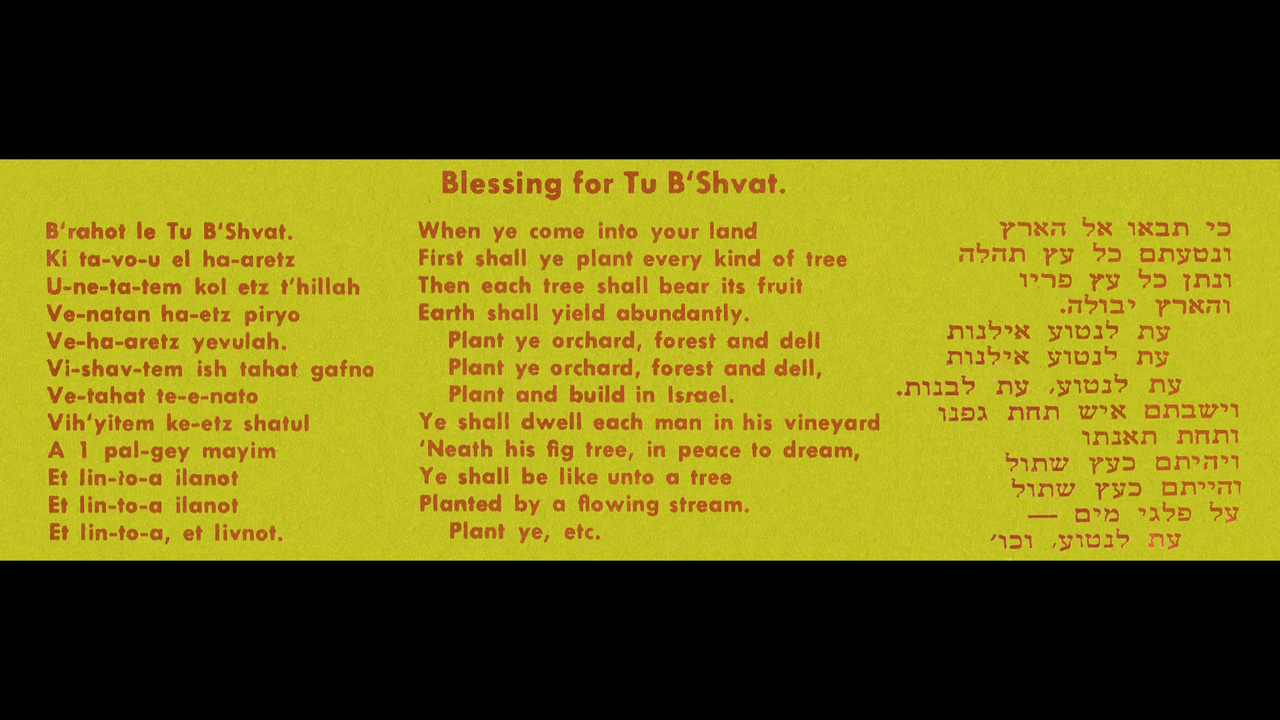 Blessing for Tu B'Shvat.
B'rahot le Tu B'Shvat.
Ki ta-vo-u el ha-aretz
U-ne-ta-tem kol etz t'hillah
Ve-natan ha-etz piryo
Ve-ha-aretz yevulah.
Vi-shav-tem ish tahat gafno
Ve-tahat te-e-nato
Vih'yitem ke-etz shatul
A 1 pal-gey mayim
Et lin-to-a ilanot
Et lin-to-a ilanot
Et lin-to-a, et livnot.
When ye come into your land
First shall ye plant every kind of tree
Then each tree shall bear its fruit
Earth shall yield abundantly.
Plant ye orchard, forest and dell
Plant ye orchard, forest and dell,
Plant and build in Israel.
Ye shall dwell each man in his vineyard
'Neath his fig tree, in peace to dream,
Ye shall be like unto a tree
Planted by a flowing stream.
Plant ye, etc.
כי תבאו אל הארץ
ונטעתם כל עץ תהלה
ונתן כל עץ פריו
והארץ יבולה.
עת לנטוע אילנות
עת לנטוע אילנות
עת לנטוע, עת לבנות.
וישבתם איש תחת גפנו
ותחת תאנתו
ויהיתם כעץ שתול
והייתם כעץ שתול
על פלגי מים —
עת לנטוע, וכו'